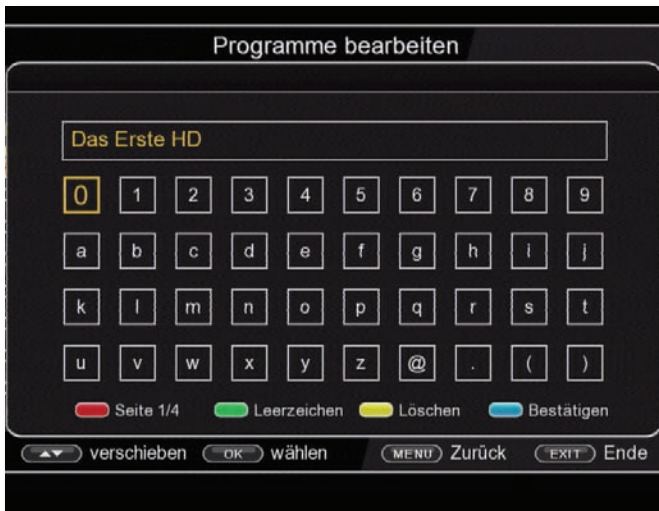 Programme bearbeiten
Das Erste HD
0 1 2 3 4 5 6 7 8 9
a b c d e f g h i j
k l m n o p q r s t
u v w x y z @ . ( )
Seite 1/4 Leerzeichen Löschen Bestätigen
verschieben OK wählen MENU Zurück EXIT Ende